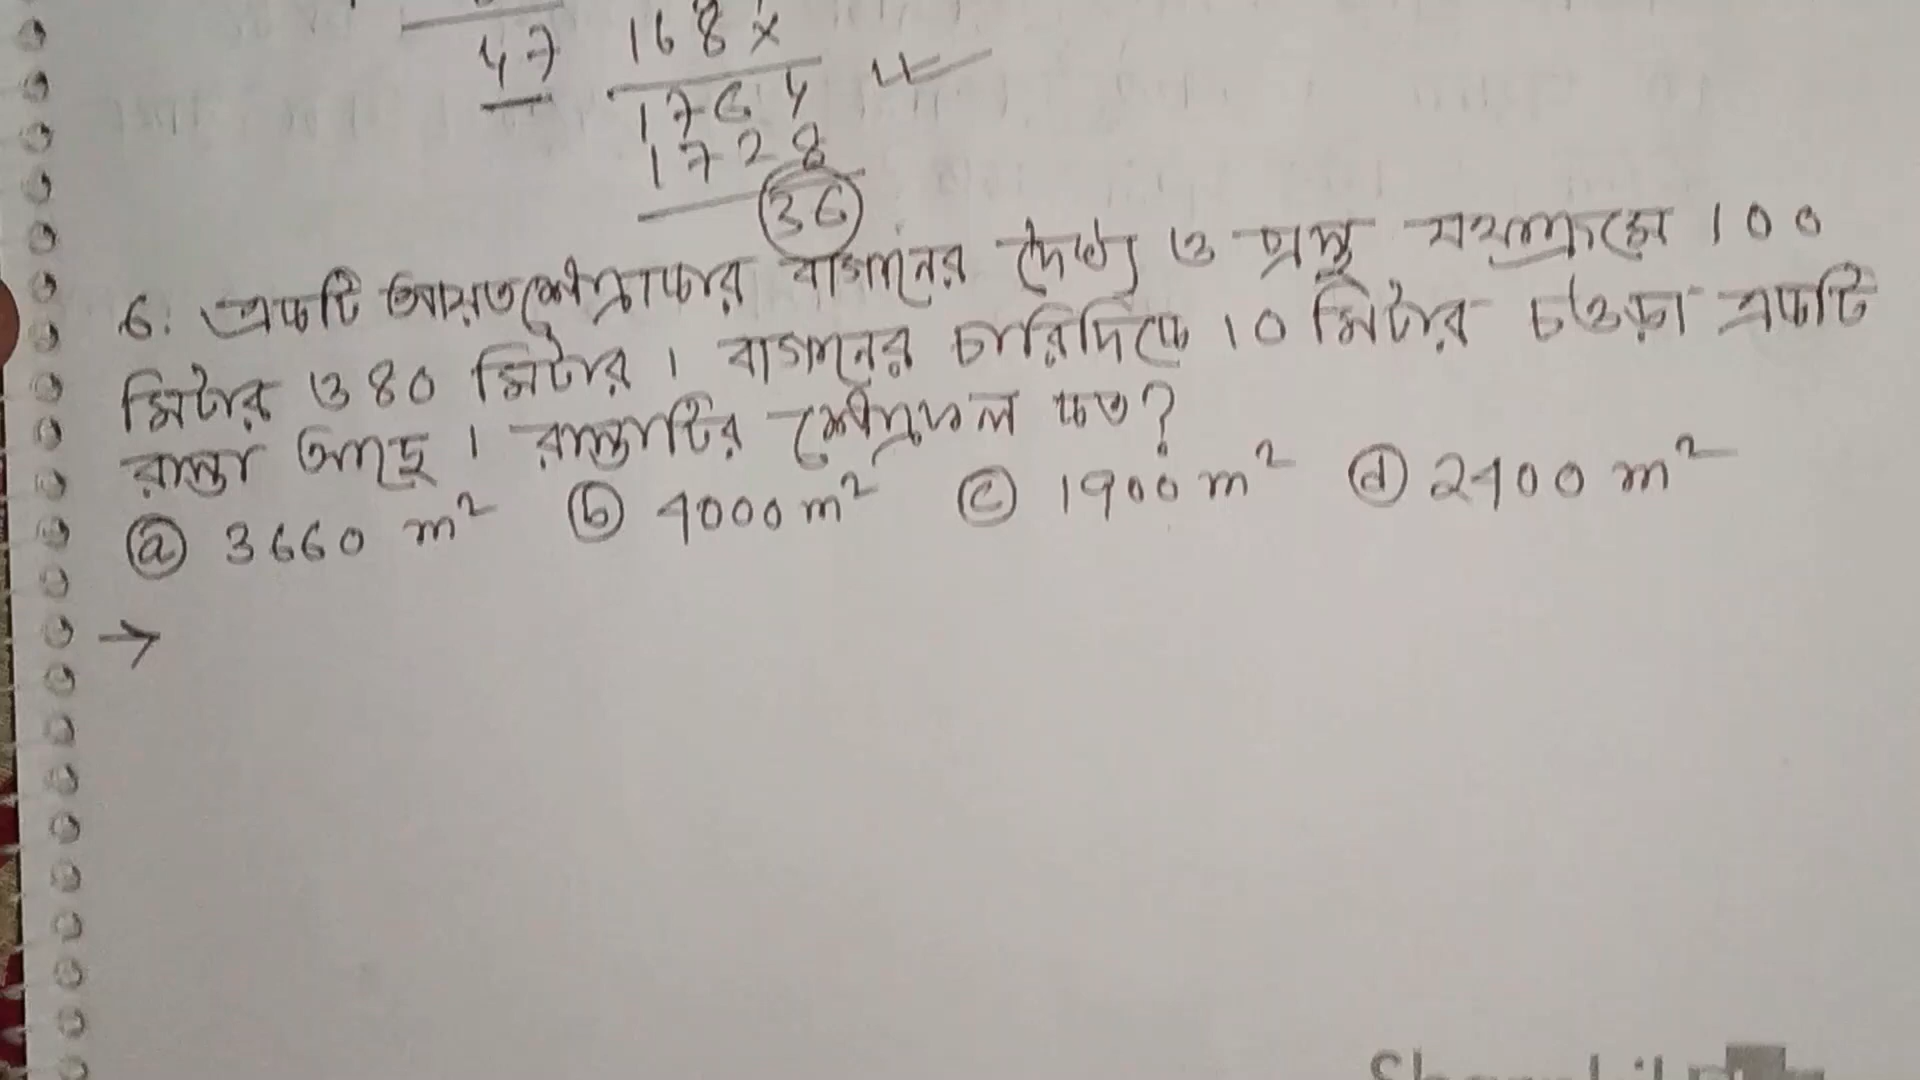 47 168x
1764
1728
36
6. একটি আয়তক্ষেত্রাকার বাগানের দৈর্ঘ্য ও প্রস্থ যথাক্রমে 100
মিটার ও 80 মিটার। বাগানের চারিদিকে 10 মিটার চওড়া একটি
রাস্তা আছে। রাস্তাটির ক্ষেত্রফল কত?
ⓐ 3660 m² ⓑ 4000 m² ⓒ 1900 m² ⓓ 2400 m²
→